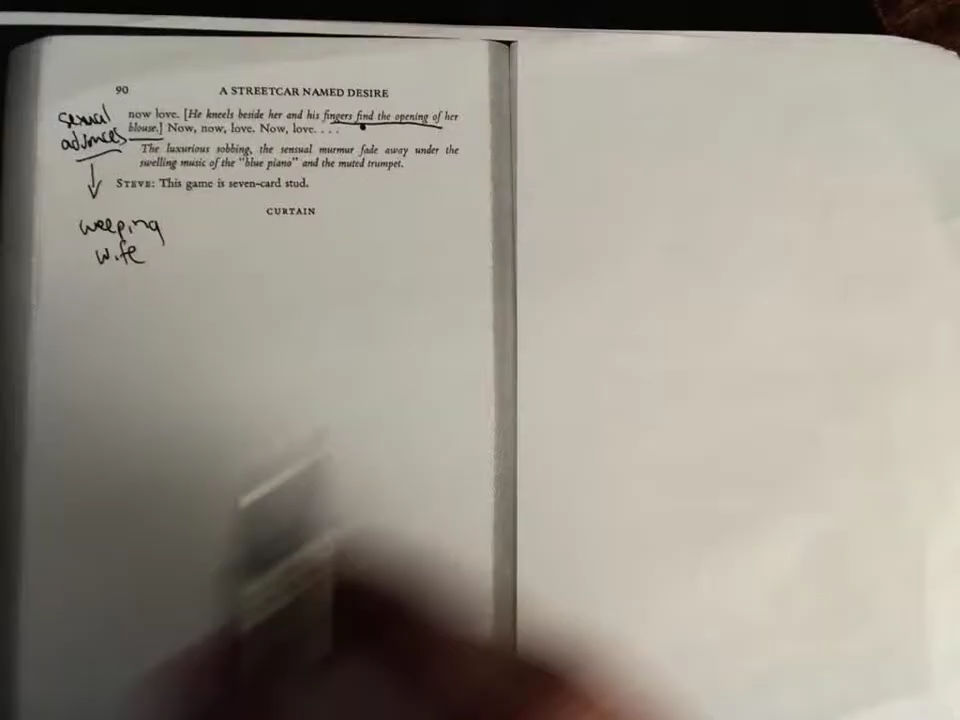 90 A STREETCAR NAMED DESIRE
now love. [He kneels beside her and his fingers find the opening of her
blouse.] Now, now, love. Now, love. . . .
The luxurious sobbing, the sensual murmur fade away under the
swelling music of the "blue piano" and the muted trumpet.
STEVE: This game is seven-card stud.
CURTAIN
sexual
advances
weeping
wife